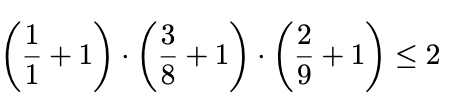 (1/1 + 1) · (3/8 + 1) · (2/9 + 1) ≤ 2